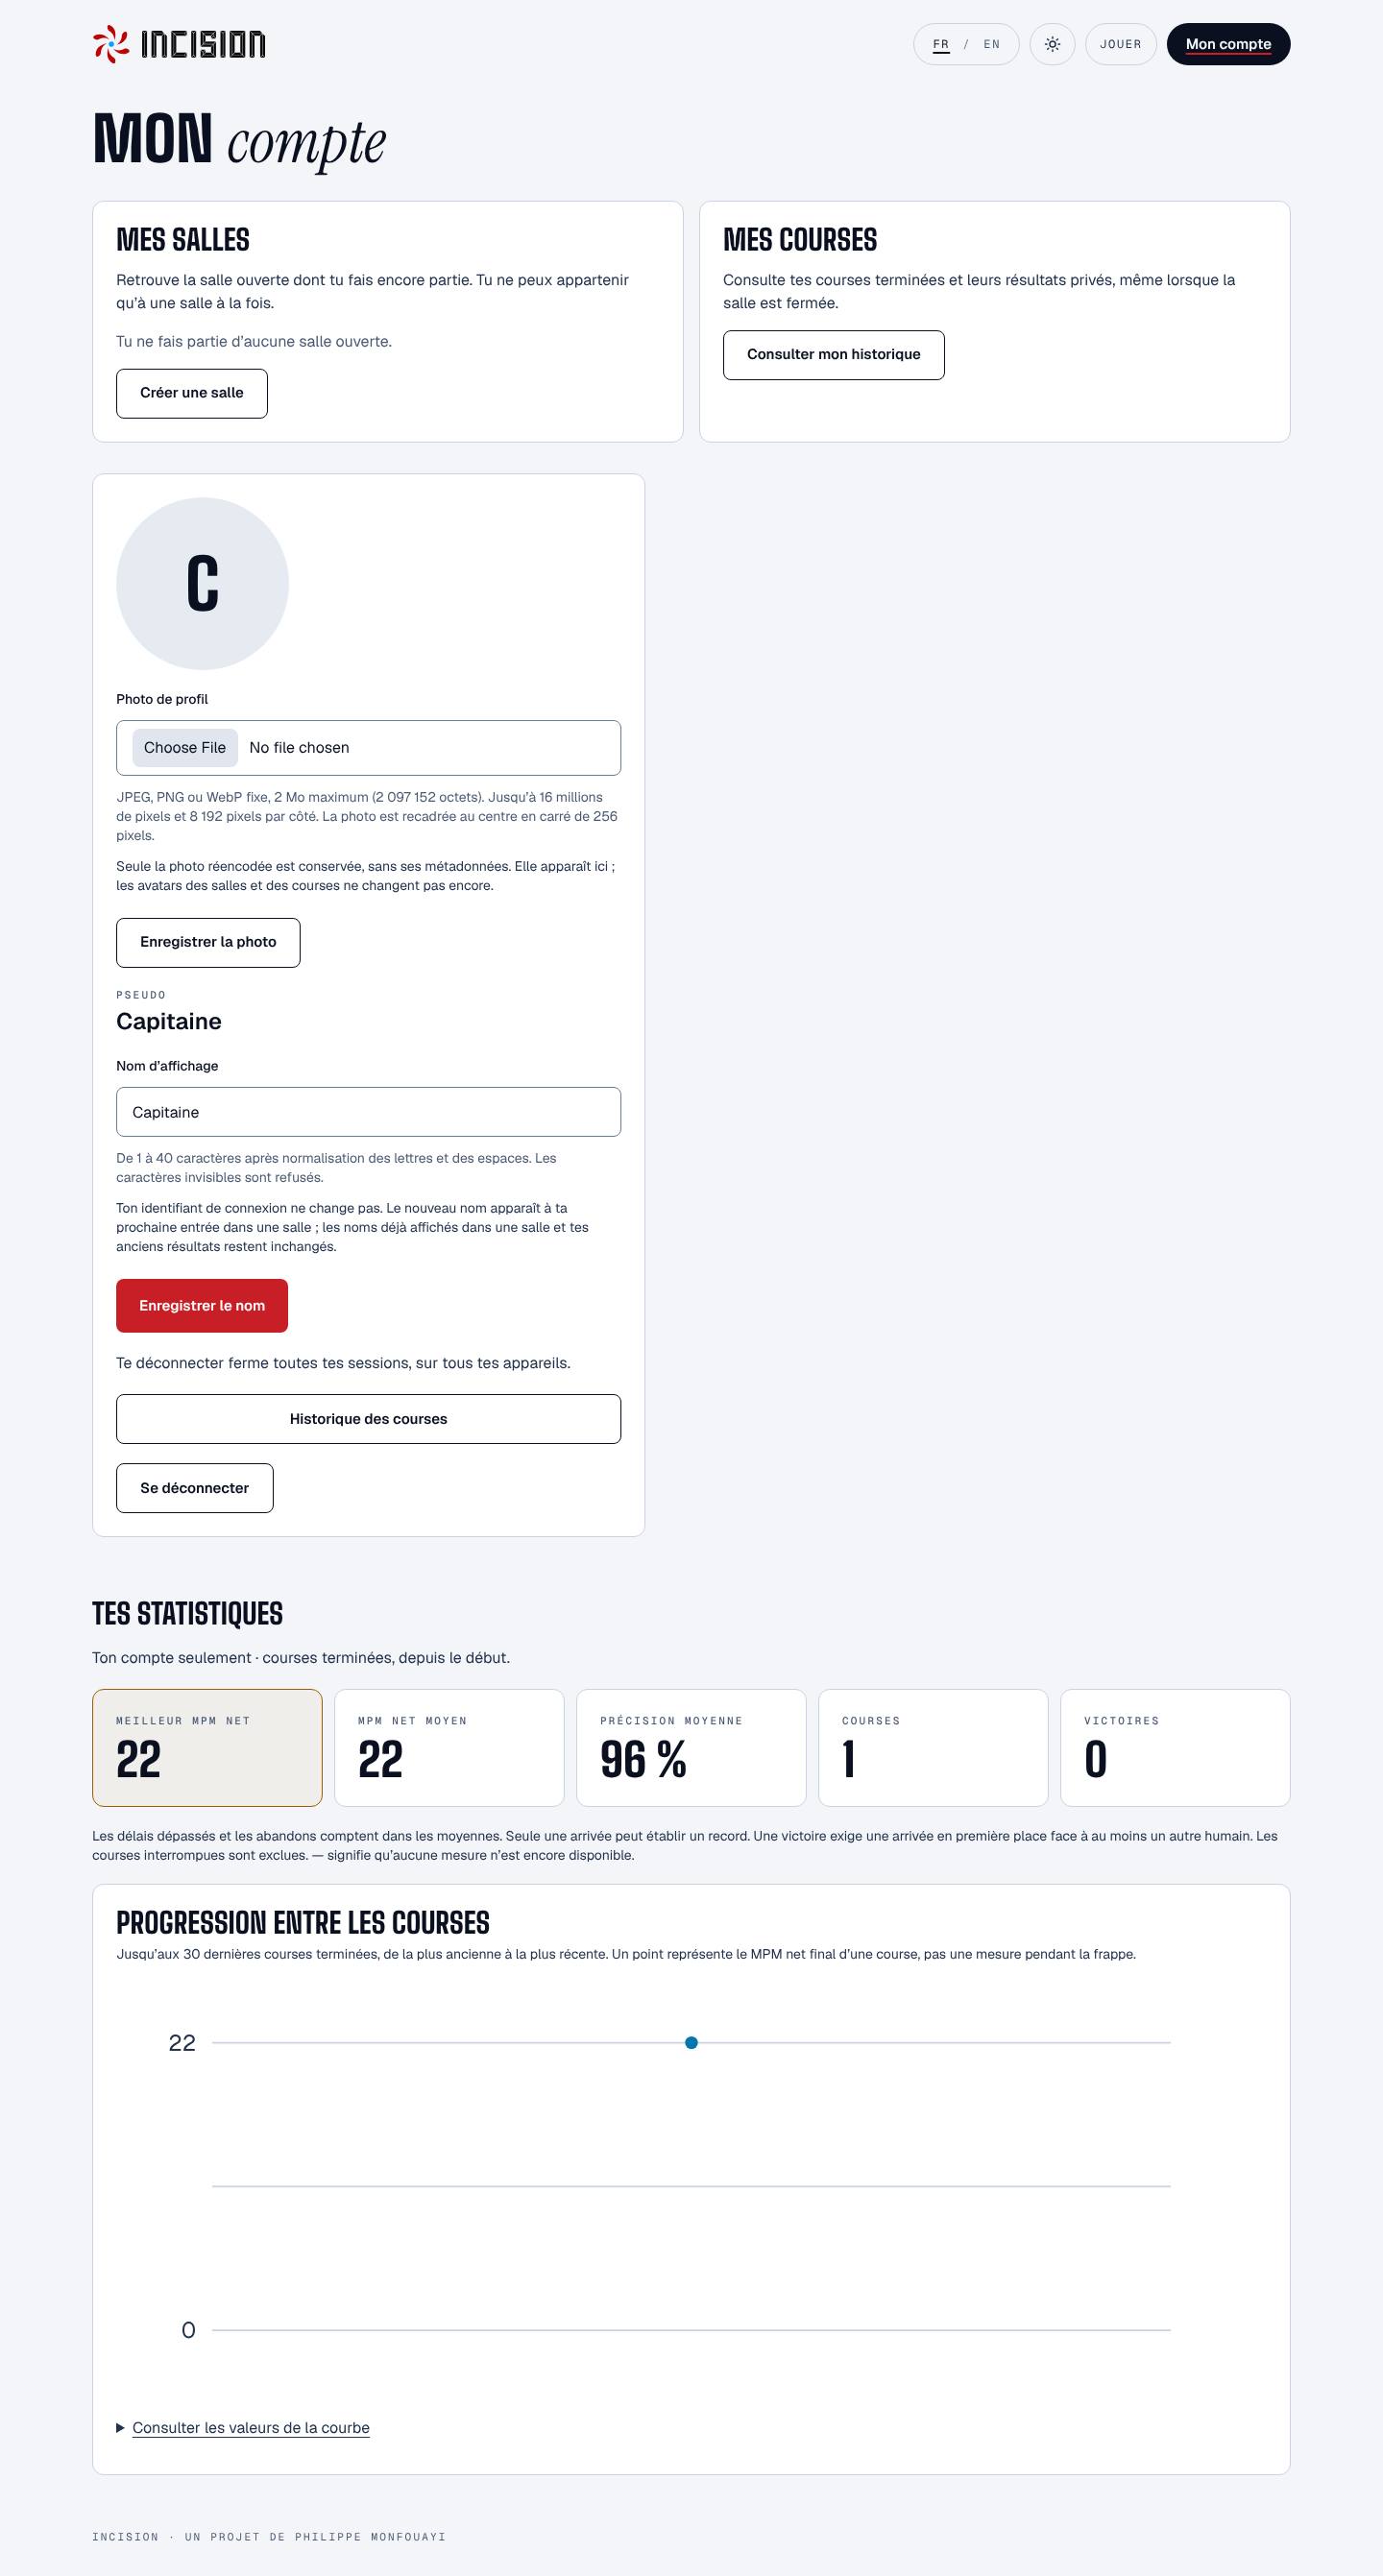 INCISION
FR / EN
JOUER
Mon compte
MON compte
MES SALLES
Retrouve la salle ouverte dont tu fais encore partie. Tu ne peux appartenir
qu’à une salle à la fois.
Tu ne fais partie d’aucune salle ouverte.
Créer une salle
MES COURSES
Consulte tes courses terminées et leurs résultats privés, même lorsque la
salle est fermée.
Consulter mon historique
C
Photo de profil
Choose File No file chosen
JPEG, PNG ou WebP fixe, 2 Mo maximum (2 097 152 octets). Jusqu’à 16 millions
de pixels et 8 192 pixels par côté. La photo est recadrée au centre en carré de 256
pixels.
Seule la photo réencodée est conservée, sans ses métadonnées. Elle apparaît ici ;
les avatars des salles et des courses ne changent pas encore.
Enregistrer la photo
PSEUDO
Capitaine
Nom d’affichage
Capitaine
De 1 à 40 caractères après normalisation des lettres et des espaces. Les
caractères invisibles sont refusés.
Ton identifiant de connexion ne change pas. Le nouveau nom apparaît à ta
prochaine entrée dans une salle ; les noms déjà affichés dans une salle et tes
anciens résultats restent inchangés.
Enregistrer le nom
Te déconnecter ferme toutes tes sessions, sur tous tes appareils.
Historique des courses
Se déconnecter
TES STATISTIQUES
Ton compte seulement · courses terminées, depuis le début.
MEILLEUR MPM NET
22
MPM NET MOYEN
22
PRÉCISION MOYENNE
96 %
COURSES
1
VICTOIRES
0
Les délais dépassés et les abandons comptent dans les moyennes. Seule une arrivée peut établir un record. Une victoire exige une arrivée en première place face à au moins un autre humain. Les
courses interrompues sont exclues. — signifie qu’aucune mesure n’est encore disponible.
PROGRESSION ENTRE LES COURSES
Jusqu’aux 30 dernières courses terminées, de la plus ancienne à la plus récente. Un point représente le MPM net final d’une course, pas une mesure pendant la frappe.
22
0
Consulter les valeurs de la courbe
INCISION · UN PROJET DE PHILIPPE MONFOUAYI